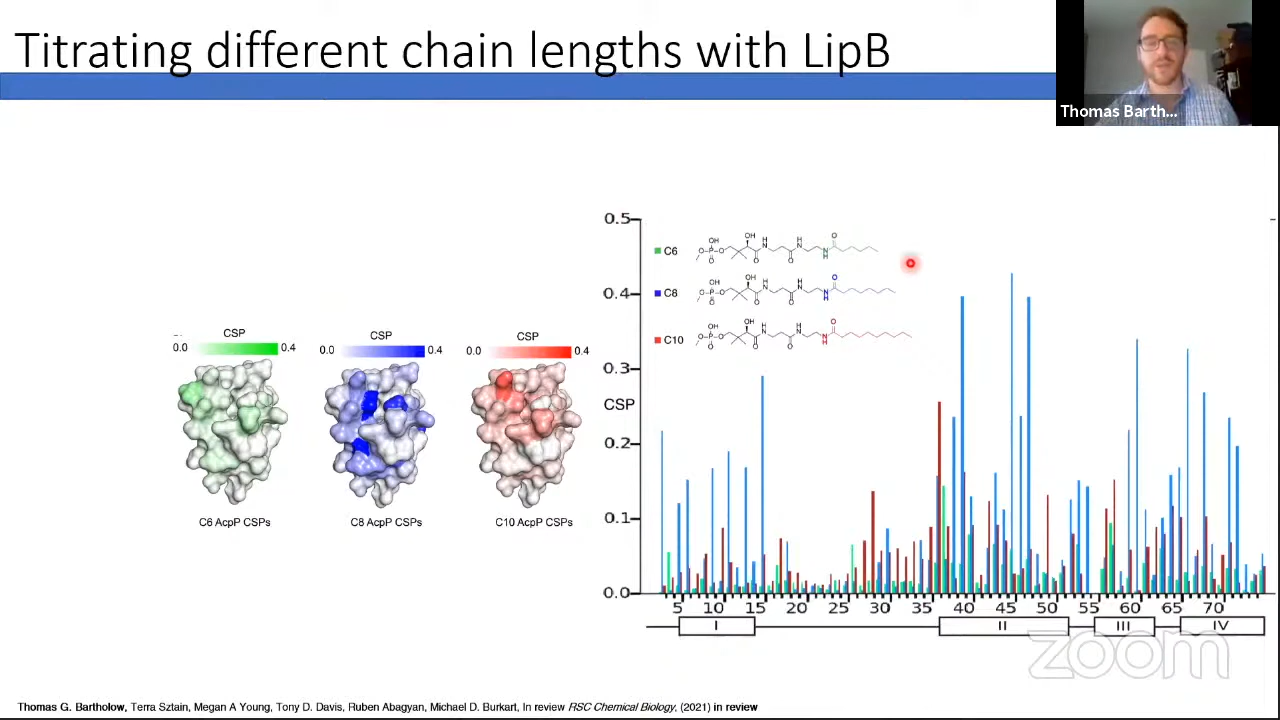 Titrating different chain lengths with LipB
Thomas Barth...
CSP
0.0 0.4
C6 AcpP CSPs
CSP
0.0 0.4
C8 AcpP CSPs
CSP
0.0 0.4
C10 AcpP CSPs
0.5
0.4
0.3
CSP
0.2
0.1
0.0
C6
C8
C10
5 10 15 20 25 30 35 40 45 50 55 60 65 70
I II III IV
zoom
Thomas G. Bartholow, Terra Sztain, Megan A Young, Tony D. Davis, Ruben Abagyan, Michael D. Burkart, In review RSC Chemical Biology, (2021) in review